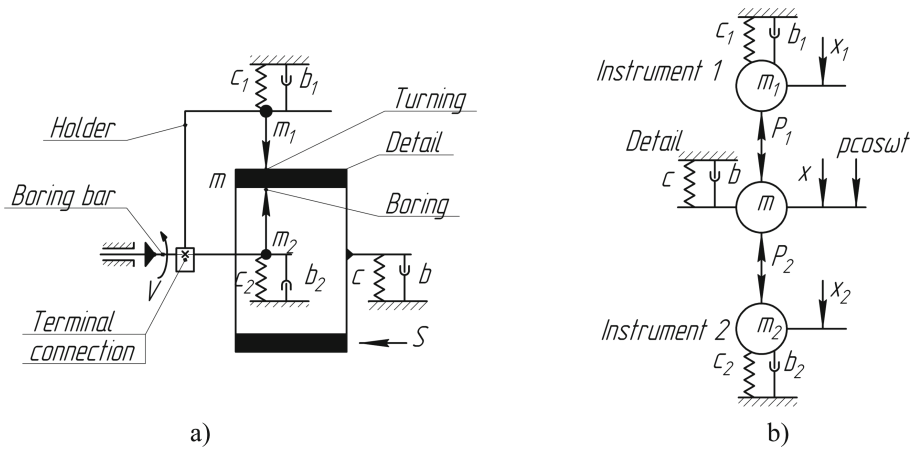 c₁ b₁
Turning
Holder
m₁
Detail
m
Boring bar
Boring
m₂
V
c₂ b₂
c b
Terminal
connection
S
a)
c₁ b₁
x₁
Instrument 1 m₁
P₁
Detail
c b
x pcoswt
m
P₂
x₂
Instrument 2 m₂
c₂ b₂
b)